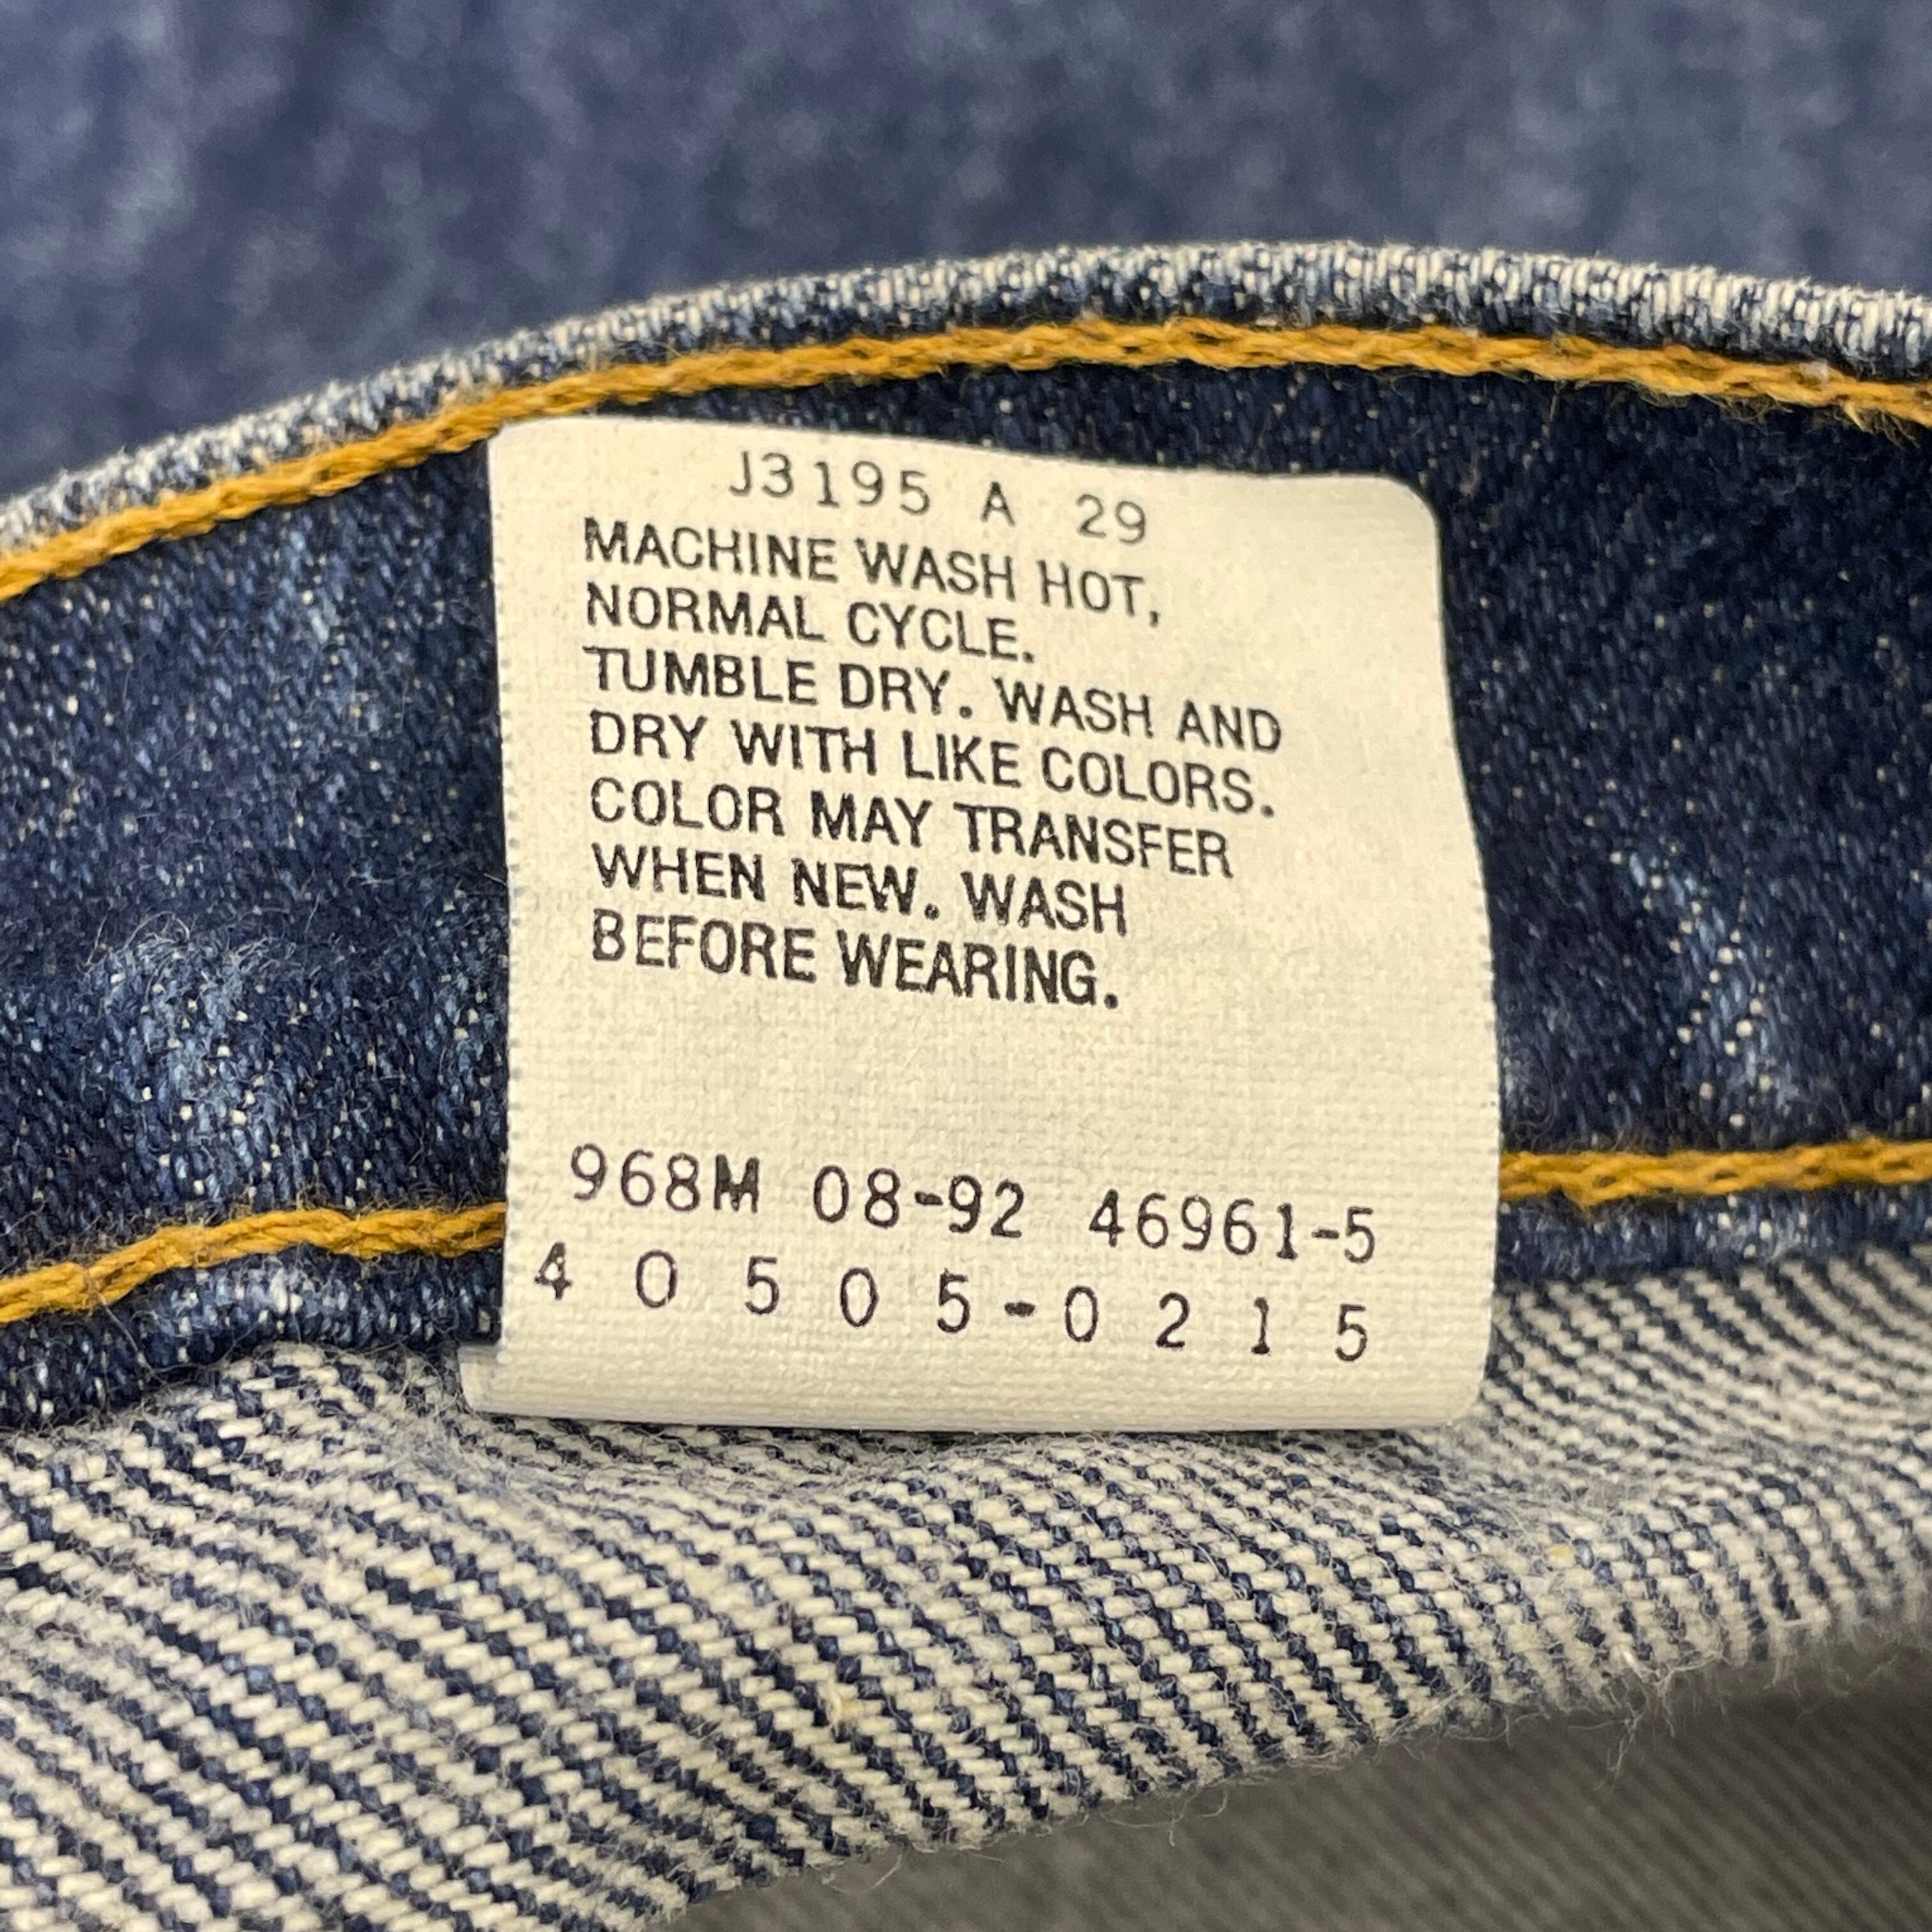 J3195 A 29
MACHINE WASH HOT,
NORMAL CYCLE.
TUMBLE DRY. WASH AND
DRY WITH LIKE COLORS.
COLOR MAY TRANSFER
WHEN NEW. WASH
BEFORE WEARING.
968M 08-92 46961-5
4 0 5 0 5 - 0 2 1 5